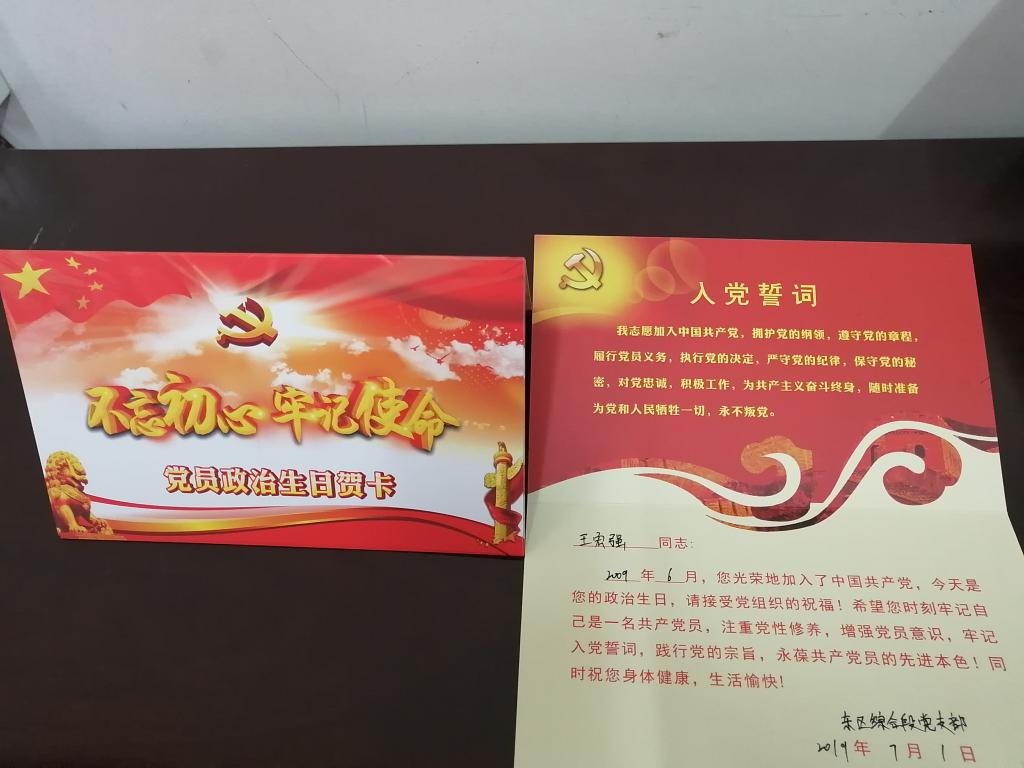 不忘初心 牢记使命
党员政治生日贺卡
入党誓词
我志愿加入中国共产党，拥护党的纲领，遵守党的章程，
履行党员义务，执行党的决定，严守党的纪律，保守党的秘
密，对党忠诚，积极工作，为共产主义奋斗终身，随时准备
为党和人民牺牲一切，永不叛党。
王宏强 同志：
2009 年 6 月，您光荣地加入了中国共产党，今天是
您的政治生日，请接受党组织的祝福！希望您时刻牢记自
己是一名共产党员，注重党性修养，增强党员意识，牢记
入党誓词，践行党的宗旨，永葆共产党员的先进本色！同
时祝您身体健康，生活愉快！
东区综合段党支部
2019 年 7 月 1 日